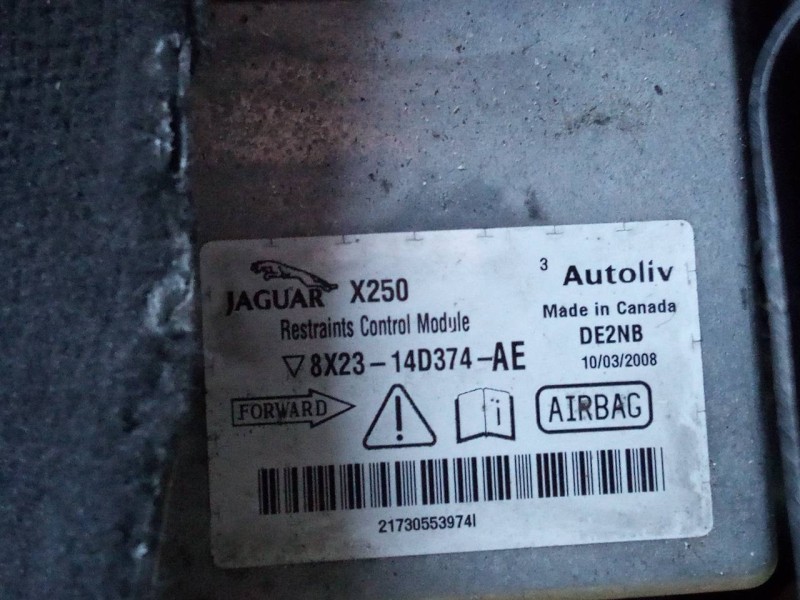 JAGUAR X250
Restraints Control Module
▽8X23-14D374-AE
3 Autoliv
Made in Canada
DE2NB
10/03/2008
FORWARD
! i AIRBAG
21730553974I